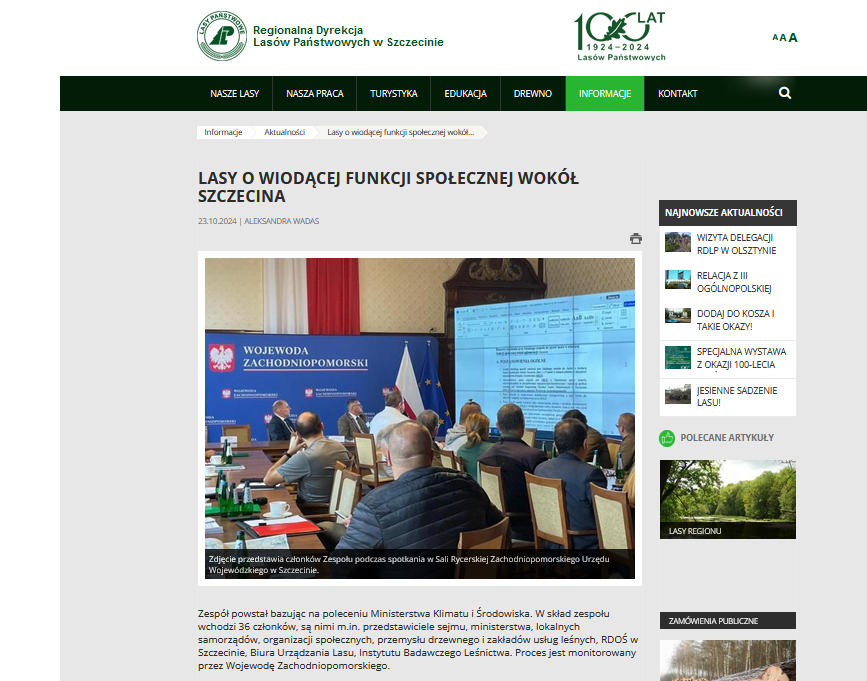 LASY PAŃSTWOWE
Regionalna Dyrekcja
Lasów Państwowych w Szczecinie
100 LAT
1924–2024
Lasów Państwowych
A A A
NASZE LASY
NASZA PRACA
TURYSTYKA
EDUKACJA
DREWNO
INFORMACJE
KONTAKT
Informacje
Aktualności
Lasy o wiodącej funkcji społecznej wokół...
LASY O WIODĄCEJ FUNKCJI SPOŁECZNEJ WOKÓŁ
SZCZECINA
23.10.2024 | ALEKSANDRA WADAS
WOJEWODA
ZACHODNIOPOMORSKI
Zdjęcie przedstawia członków Zespołu podczas spotkania w Sali Rycerskiej Zachodniopomorskiego Urzędu
Wojewódzkiego w Szczecinie.
Zespół powstał bazując na poleceniu Ministerstwa Klimatu i Środowiska. W skład zespołu
wchodzi 36 członków, są nimi m.in. przedstawiciele sejmu, ministerstwa, lokalnych
samorządów, organizacji społecznych, przemysłu drzewnego i zakładów usług leśnych, RDOŚ w
Szczecinie, Biura Urządzania Lasu, Instytutu Badawczego Leśnictwa. Proces jest monitorowany
przez Wojewodę Zachodniopomorskiego.
NAJNOWSZE AKTUALNOŚCI
WIZYTA DELEGACJI
RDLP W OLSZTYNIE
RELACJA Z III
OGÓLNOPOLSKIEJ
DODAJ DO KOSZA I
TAKIE OKAZY!
SPECJALNA WYSTAWA
Z OKAZJI 100-LECIA
JESIENNE SADZENIE
LASU!
POLECANE ARTYKUŁY
LASY REGIONU
ZAMÓWIENIA PUBLICZNE